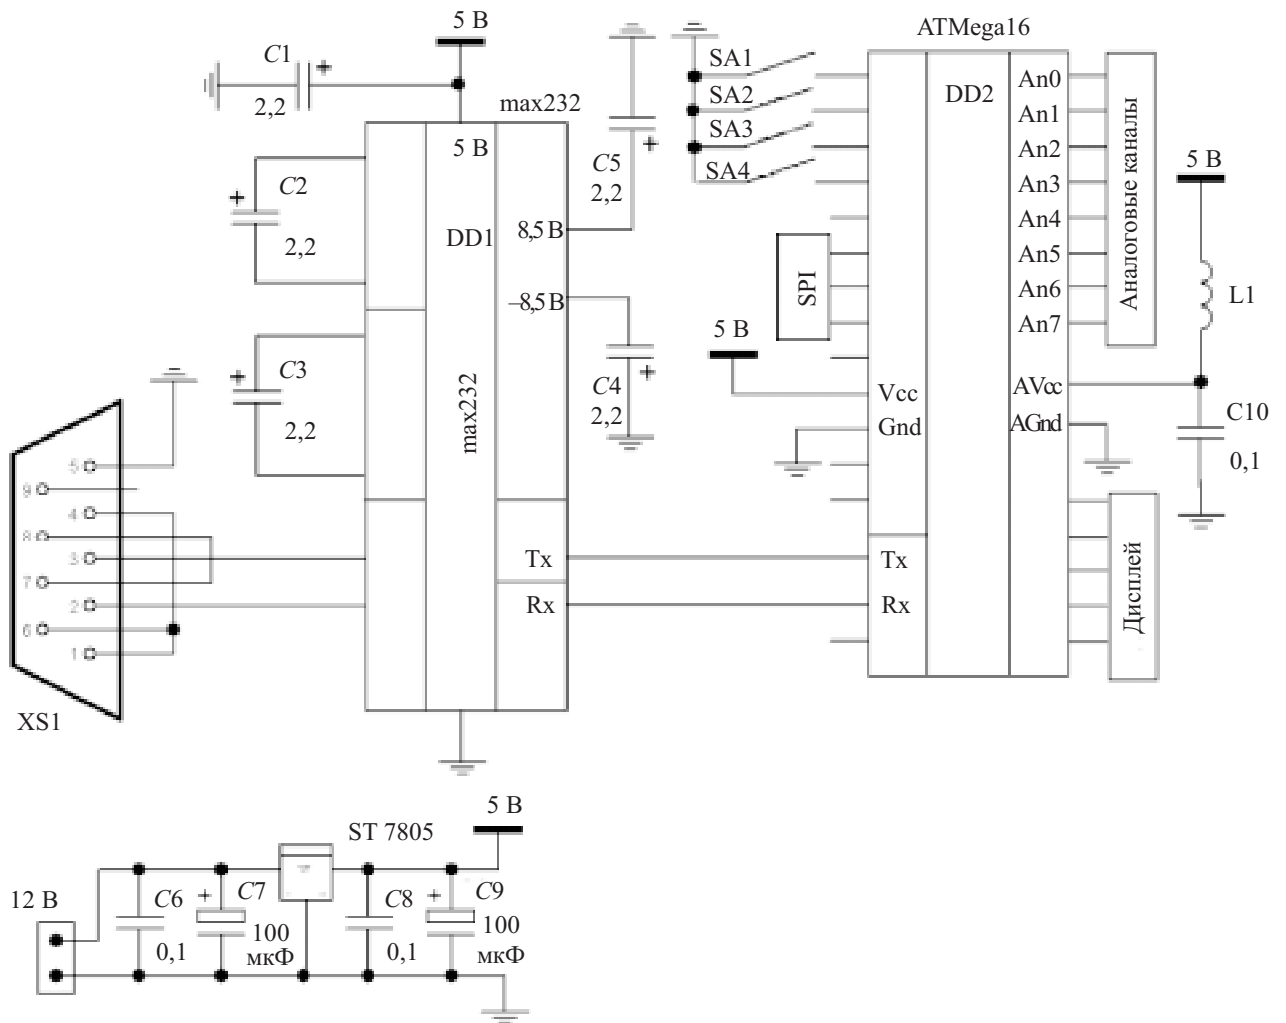 5 В
ATMega16
C1
+
2,2
max232
5 В
C2
+
2,2
DD1
8,5 В
–8,5 В
C5
+
2,2
C3
+
2,2
max232
C4
+
2,2
Tx
Rx
5
9
4
8
3
7
2
6
1
XS1
SA1
SA2
SA3
SA4
SPI
5 В
Vcc
Gnd
Tx
Rx
DD2
An0
An1
An2
An3
An4
An5
An6
An7
AVcc
AGnd
Аналоговые каналы
Дисплей
5 В
L1
C10
0,1
12 В
C6
0,1
+
C7
100
мкФ
ST 7805
C8
0,1
+
C9
100
мкФ
5 В